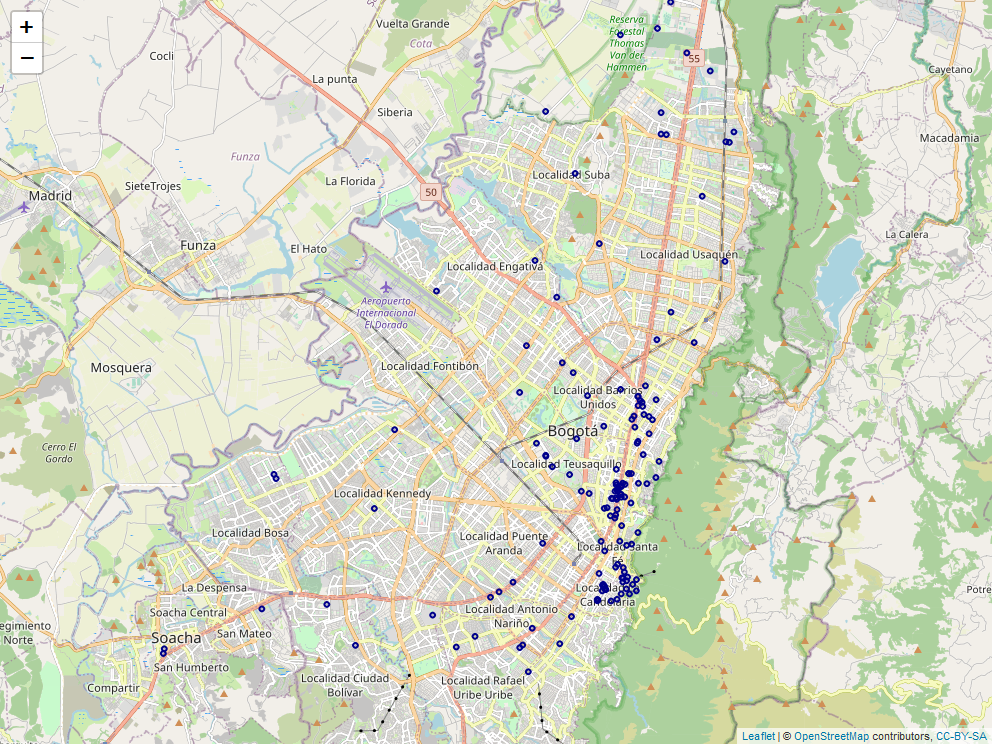 +
−
Vuelta Grande
Cota
Cocli
La punta
Siberia
Reserva
Forestal
Thomas
Van der
Hammen
55
Cayetano
Macadamia
Funza
SieteTrojes
La Florida
50
Localidad Suba
Madrid
Funza
El Hato
La Calera
Localidad Engativá
Localidad Usaquén
Aeropuerto
Internacional
El Dorado
Mosquera
Localidad Fontibón
Localidad Barrios
Unidos
Bogotá
Cerro El
Gordo
Localidad Teusaquillo
Localidad Kennedy
Localidad Bosa
Localidad Puente
Aranda
Localidad Santa
Fé
La Despensa
Localidad
Candelaria
Potre
Soacha Central
Localidad Antonio
Nariño
egimiento
Norte
Soacha
San Mateo
San Humberto
Compartir
Localidad Ciudad
Bolívar
Localidad Rafael
Uribe Uribe
Leaflet | © OpenStreetMap contributors, CC-BY-SA